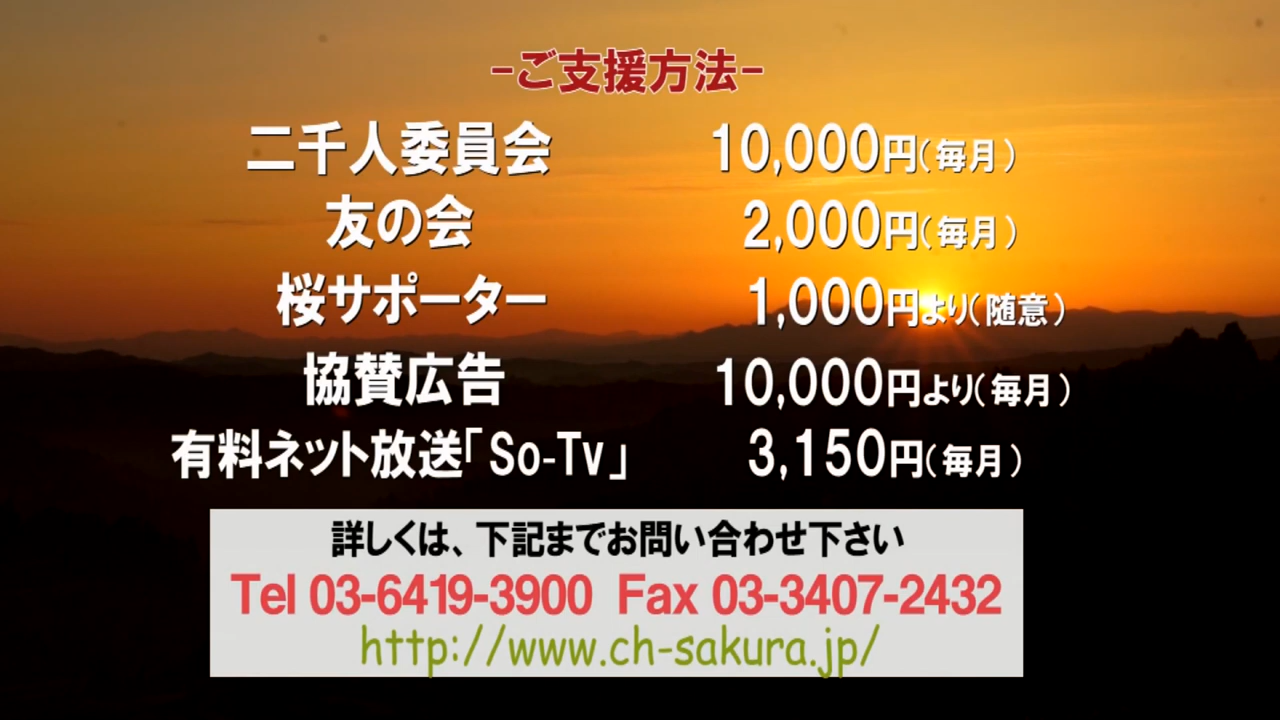 -ご支援方法-
二千人委員会 10,000円(毎月)
友の会 2,000円(毎月)
桜サポーター 1,000円より(随意)
協賛広告 10,000円より(毎月)
有料ネット放送「So-Tv」 3,150円(毎月)
詳しくは、下記までお問い合わせ下さい
Tel 03-6419-3900 Fax 03-3407-2432
http://www.ch-sakura.jp/